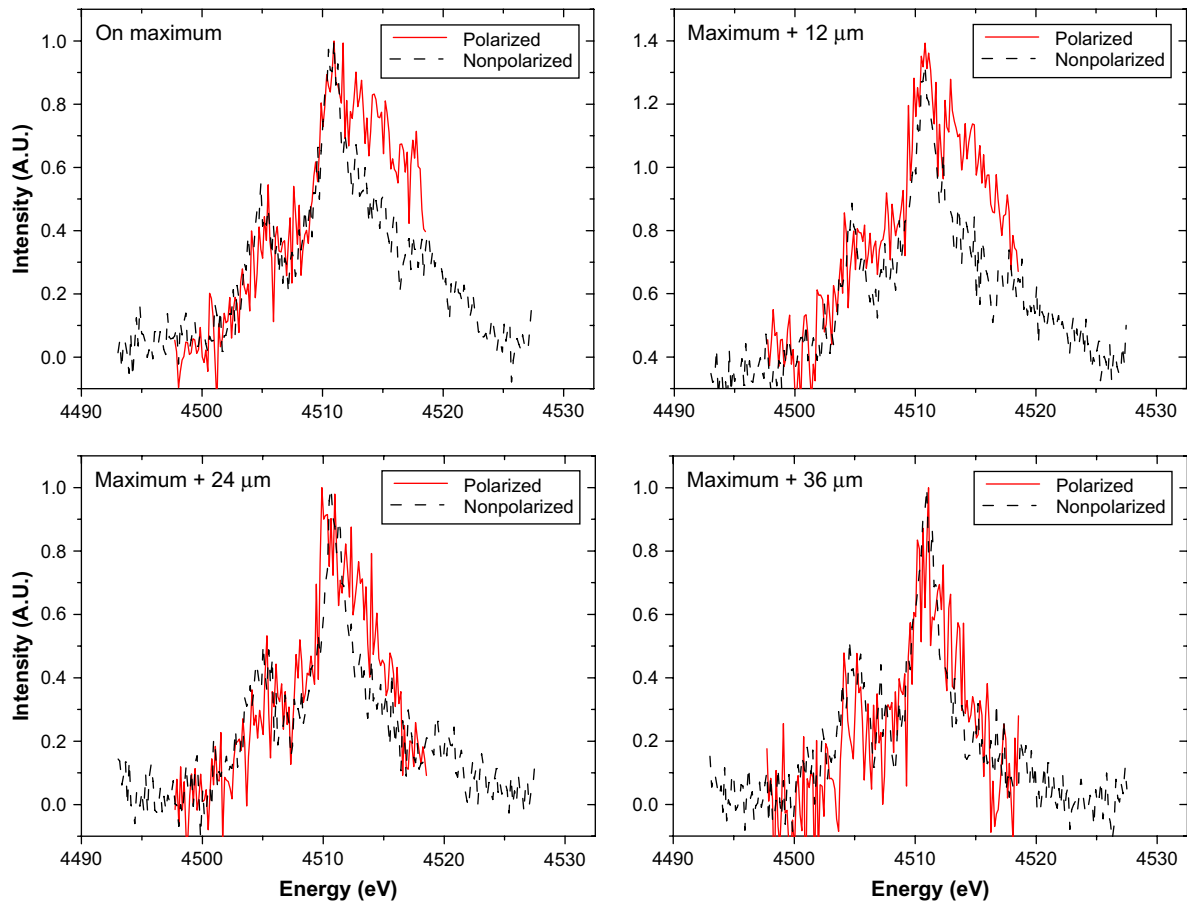 On maximum
Polarized
Nonpolarized
Intensity (A.U.)
1.0
0.8
0.6
0.4
0.2
0.0
4490
4500
4510
4520
4530
Maximum + 12 μm
Polarized
Nonpolarized
1.4
1.2
1.0
0.8
0.6
0.4
4490
4500
4510
4520
4530
Maximum + 24 μm
Polarized
Nonpolarized
Intensity (A.U.)
1.0
0.8
0.6
0.4
0.2
0.0
4490
4500
4510
4520
4530
Energy (eV)
Maximum + 36 μm
Polarized
Nonpolarized
1.0
0.8
0.6
0.4
0.2
0.0
4490
4500
4510
4520
4530
Energy (eV)